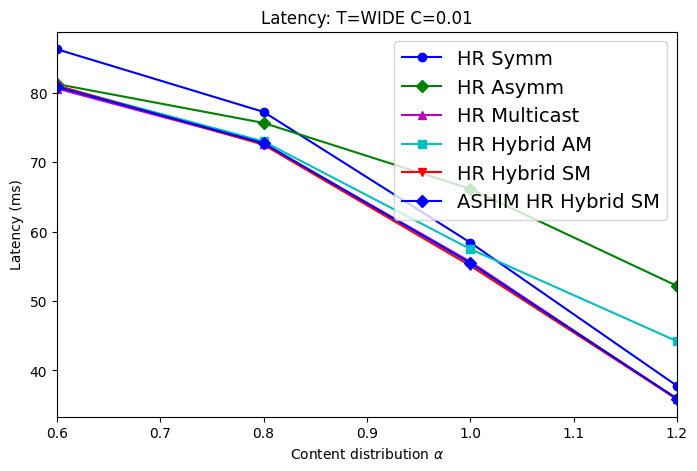 Latency: T=WIDE C=0.01
HR Symm
HR Asymm
HR Multicast
HR Hybrid AM
HR Hybrid SM
ASHIM HR Hybrid SM
Latency (ms)
80
70
60
50
40
0.6 0.7 0.8 0.9 1.0 1.1 1.2
Content distribution α